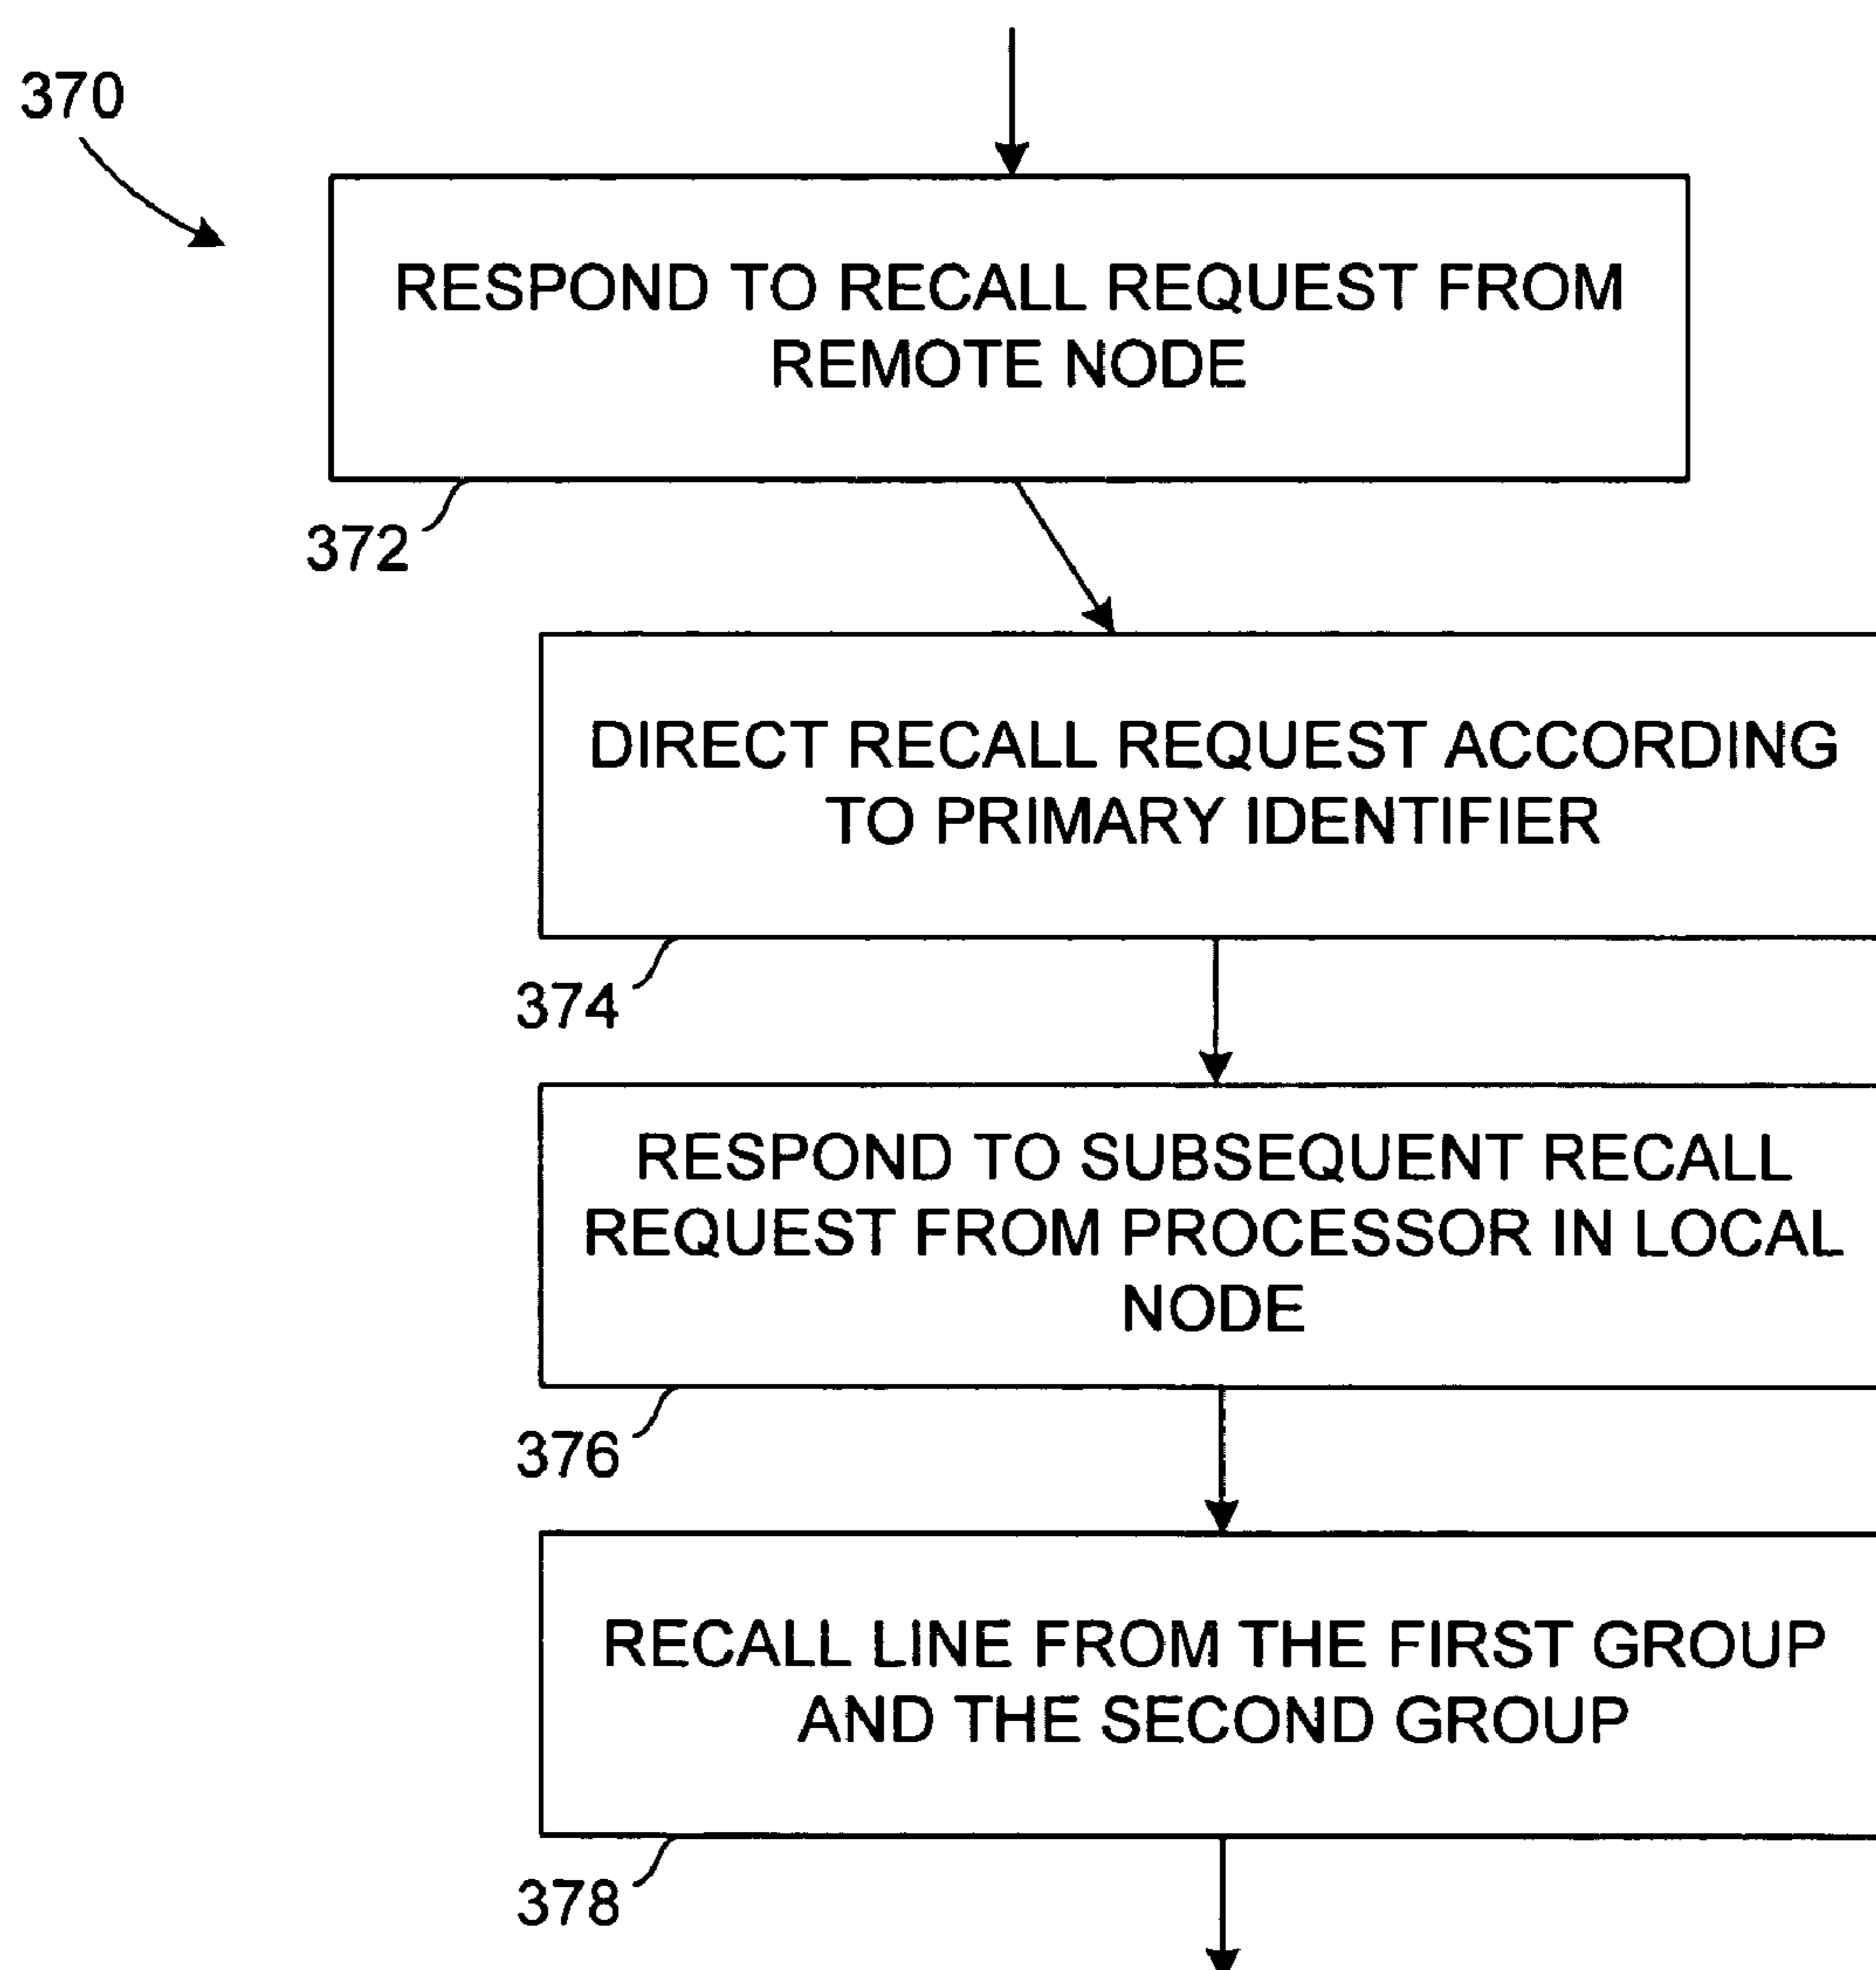 370
RESPOND TO RECALL REQUEST FROM
REMOTE NODE
372
DIRECT RECALL REQUEST ACCORDING
TO PRIMARY IDENTIFIER
374
RESPOND TO SUBSEQUENT RECALL
REQUEST FROM PROCESSOR IN LOCAL
NODE
376
RECALL LINE FROM THE FIRST GROUP
AND THE SECOND GROUP
378